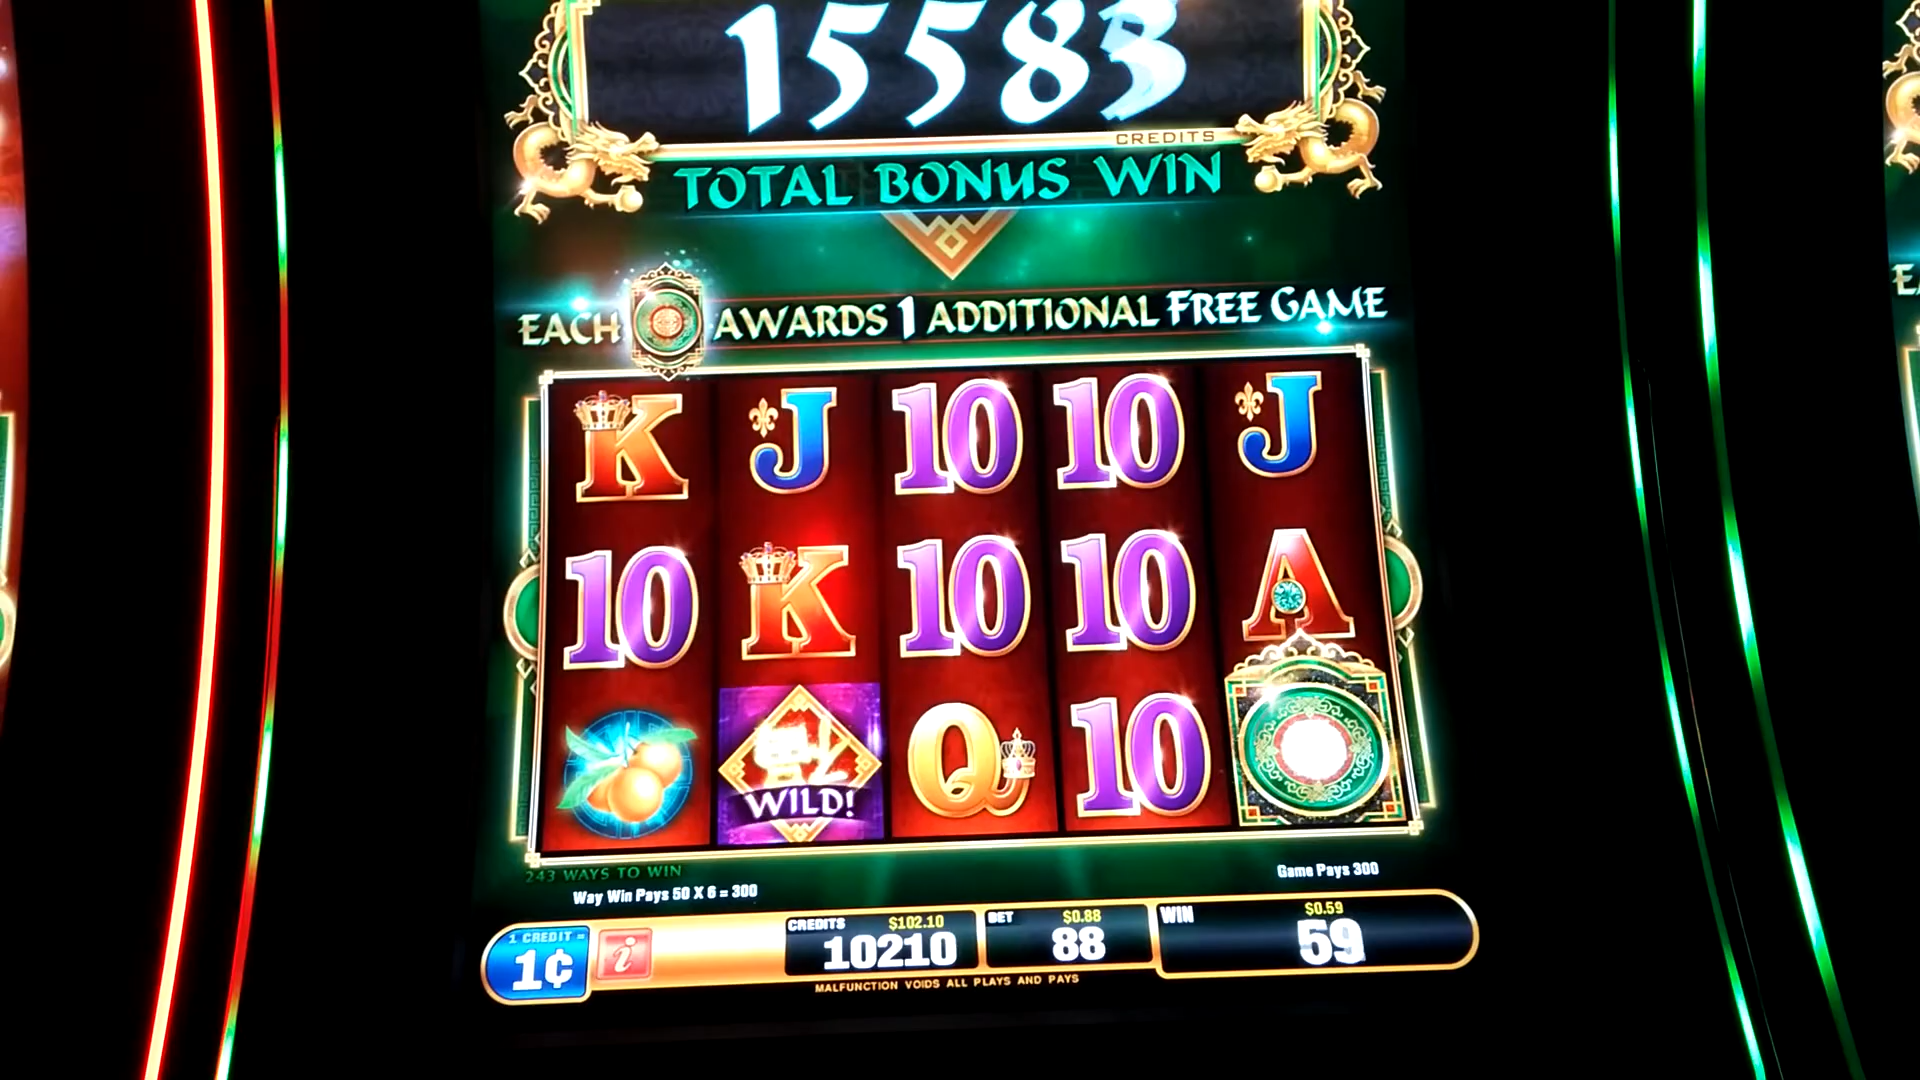 15583
CREDITS
TOTAL BONUS WIN
EACH AWARDS 1 ADDITIONAL FREE GAME
K J 10 10 J
10 K 10 10 A
WILD! Q 10
243 WAYS TO WIN
Way Win Pays 50 X 6 = 300
Game Pays 300
1 CREDIT =
1¢
i
CREDITS $102.10
10210
BET $0.88
88
WIN $0.59
59
MALFUNCTION VOIDS ALL PLAYS AND PAYS